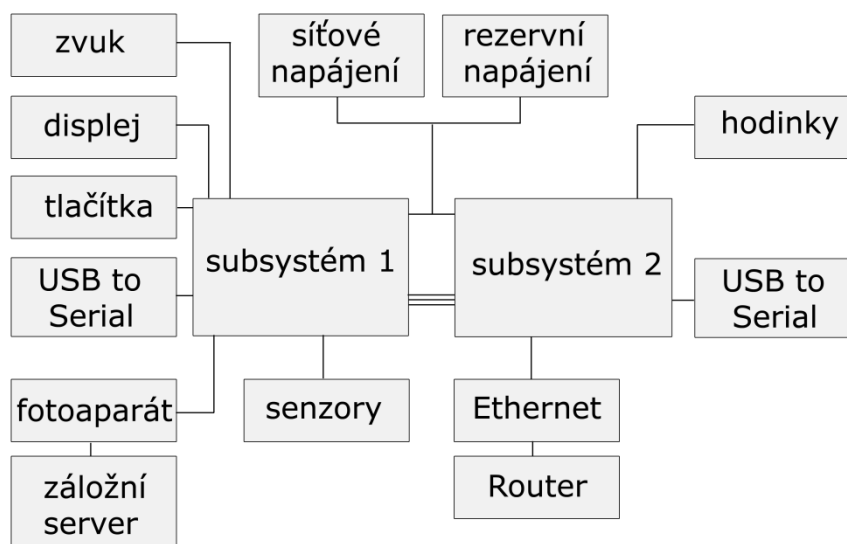 zvuk
síťové
napájení
rezervní
napájení
displej
hodinky
tlačítka
subsystém 1
subsystém 2
USB to
Serial
USB to
Serial
fotoaparát
senzory
Ethernet
záložní
server
Router